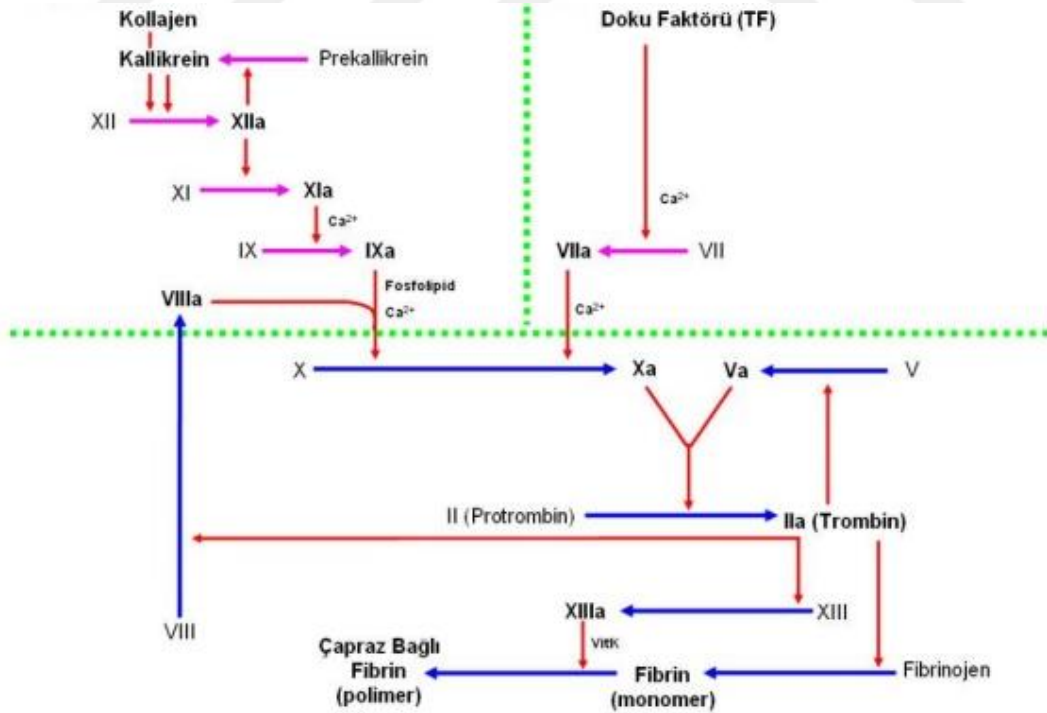 Kollajen
Doku Faktörü (TF)
Kallikrein
Prekallikrein
XII
XIIa
XI
XIa
Ca2+
Ca2+
IX
IXa
VIIa
VII
Fosfolipid
VIIIa
Ca2+
Ca2+
X
Xa
Va
V
II (Protrombin)
IIa (Trombin)
XIIIa
XIII
VIII
VitK
Çapraz Bağlı
Fibrin
(polimer)
Fibrin
(monomer)
Fibrinojen